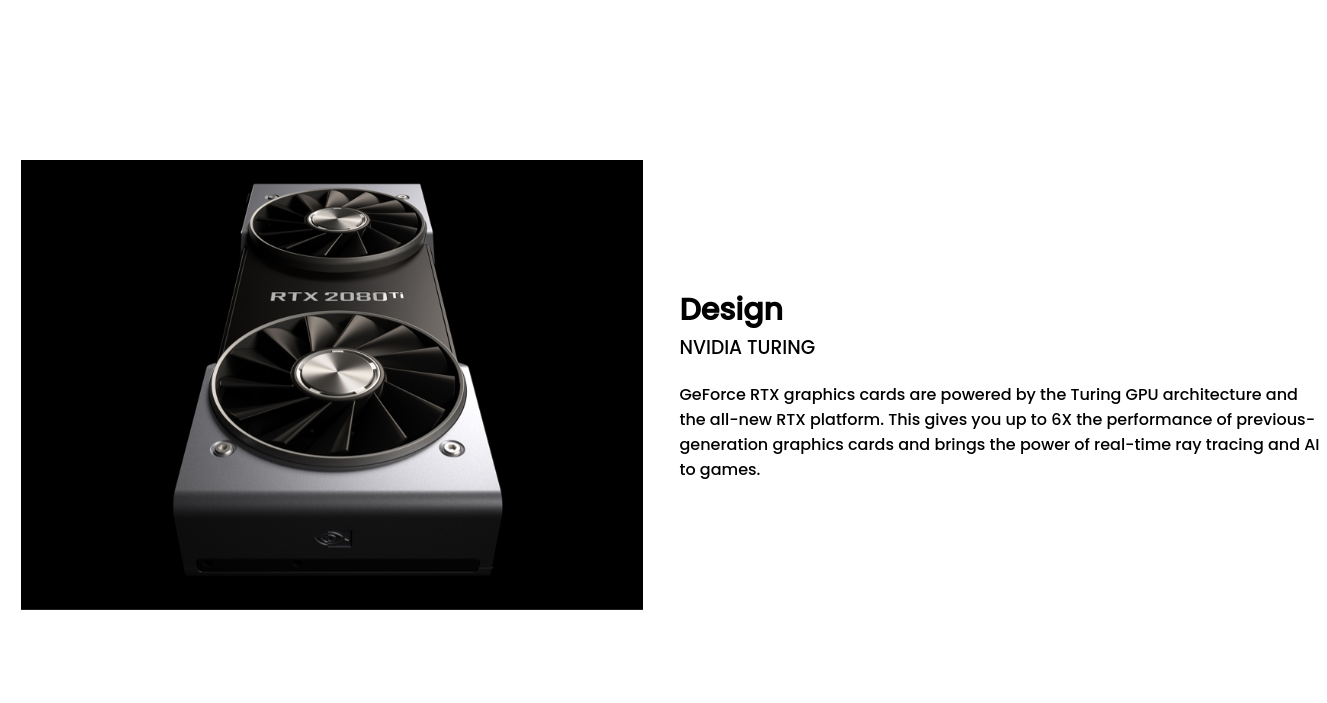 RTX 2080 Ti
Design
NVIDIA TURING
GeForce RTX graphics cards are powered by the Turing GPU architecture and
the all-new RTX platform. This gives you up to 6X the performance of previous-
generation graphics cards and brings the power of real-time ray tracing and AI
to games.